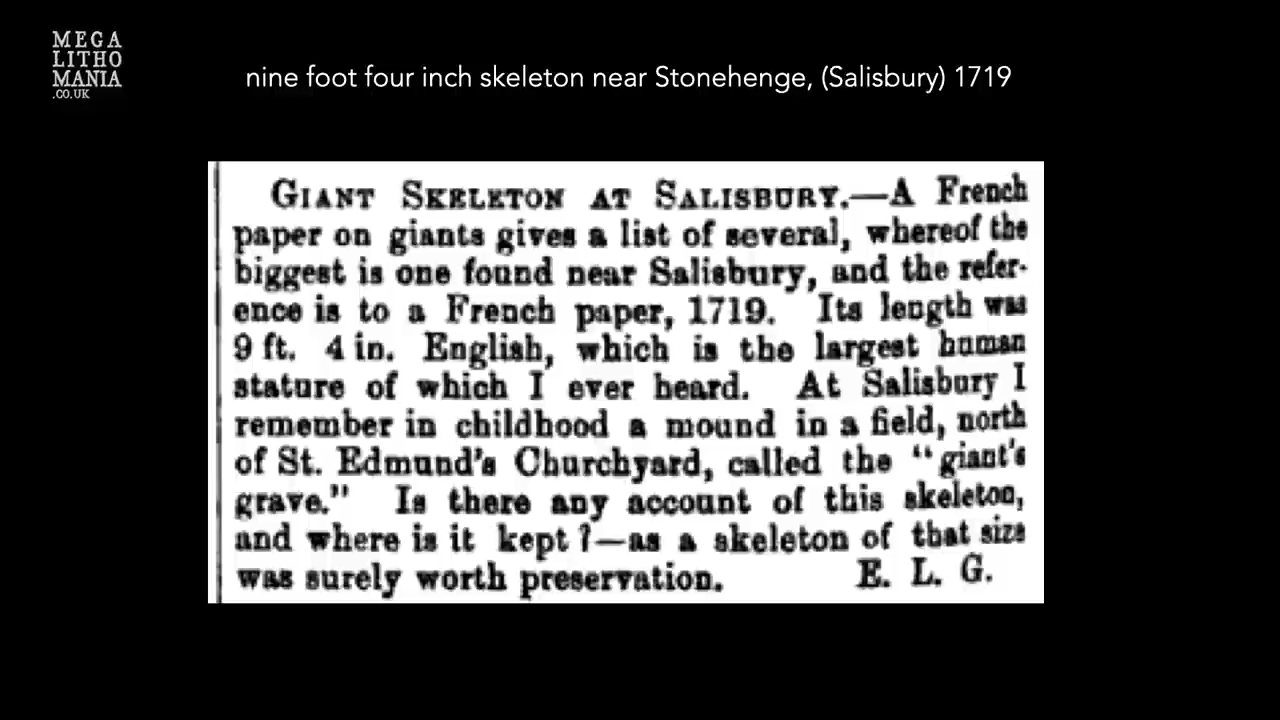 MEGA
LITHO
MANIA
.CO.UK
nine foot four inch skeleton near Stonehenge, (Salisbury) 1719
GIANT SKELETON AT SALISBURY.—A French
paper on giants gives a list of several, whereof the
biggest is one found near Salisbury, and the refer-
ence is to a French paper, 1719. Its length was
9 ft. 4 in. English, which is the largest human
stature of which I ever heard. At Salisbury I
remember in childhood a mound in a field, north
of St. Edmund's Churchyard, called the "giant's
grave." Is there any account of this skeleton,
and where is it kept?—as a skeleton of that size
was surely worth preservation. E. L. G.